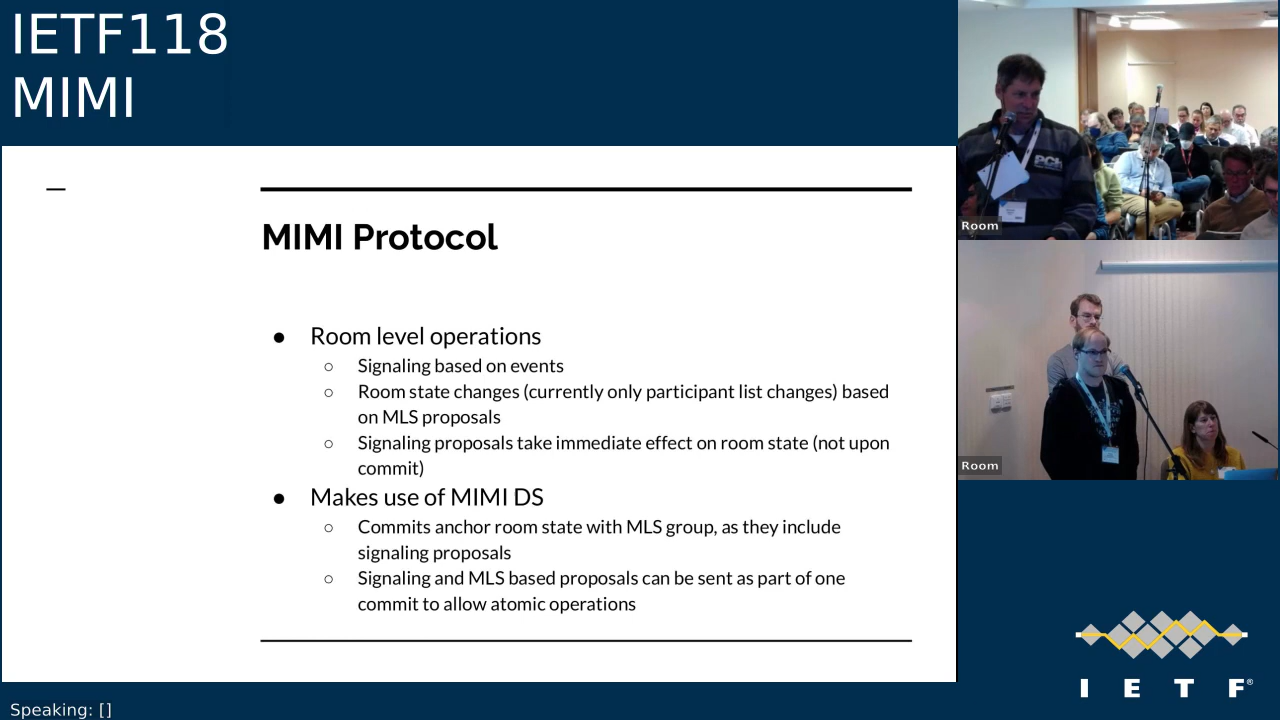 IETF118
MIMI
MIMI Protocol
● Room level operations
○ Signaling based on events
○ Room state changes (currently only participant list changes) based
on MLS proposals
○ Signaling proposals take immediate effect on room state (not upon
commit)
● Makes use of MIMI DS
○ Commits anchor room state with MLS group, as they include
signaling proposals
○ Signaling and MLS based proposals can be sent as part of one
commit to allow atomic operations
PCH
Room
Room
I E T F®
Speaking: []